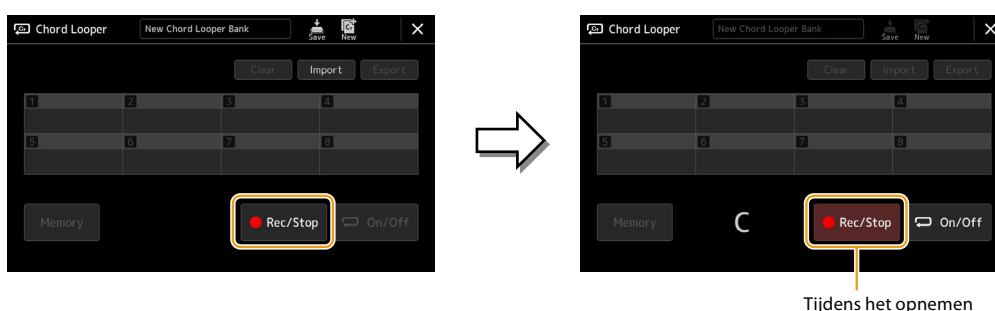 Chord Looper New Chord Looper Bank Save New ×
Clear Import Export
1 2 3 4
5 6 7 8
Memory Rec/Stop On/Off
Chord Looper New Chord Looper Bank Save New ×
Clear Import Export
1 2 3 4
5 6 7 8
Memory C Rec/Stop On/Off
Tijdens het opnemen